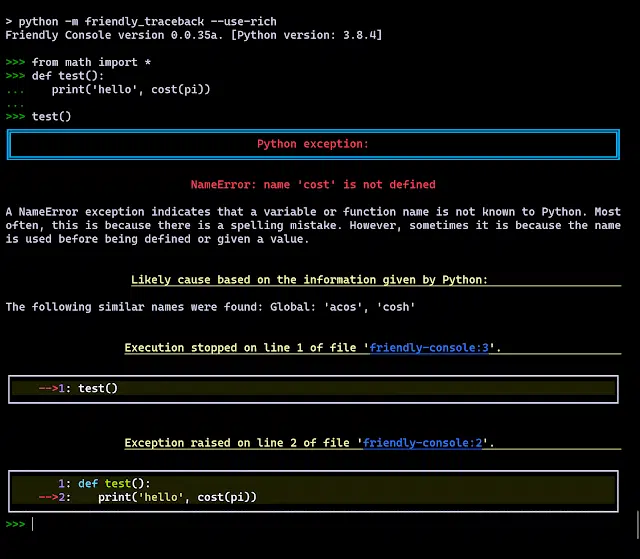 > python -m friendly_traceback --use-rich
Friendly Console version 0.0.35a. [Python version: 3.8.4]
>>> from math import *
>>> def test():
...    print('hello', cost(pi))
...
>>> test()
Python exception:
NameError: name 'cost' is not defined
A NameError exception indicates that a variable or function name is not known to Python. Most
often, this is because there is a spelling mistake. However, sometimes it is because the name
is used before being defined or given a value.
Likely cause based on the information given by Python:
The following similar names were found: Global: 'acos', 'cosh'
Execution stopped on line 1 of file 'friendly-console:3'.
-->1: test()
Exception raised on line 2 of file 'friendly-console:2'.
1: def test():
-->2:    print('hello', cost(pi))
>>>